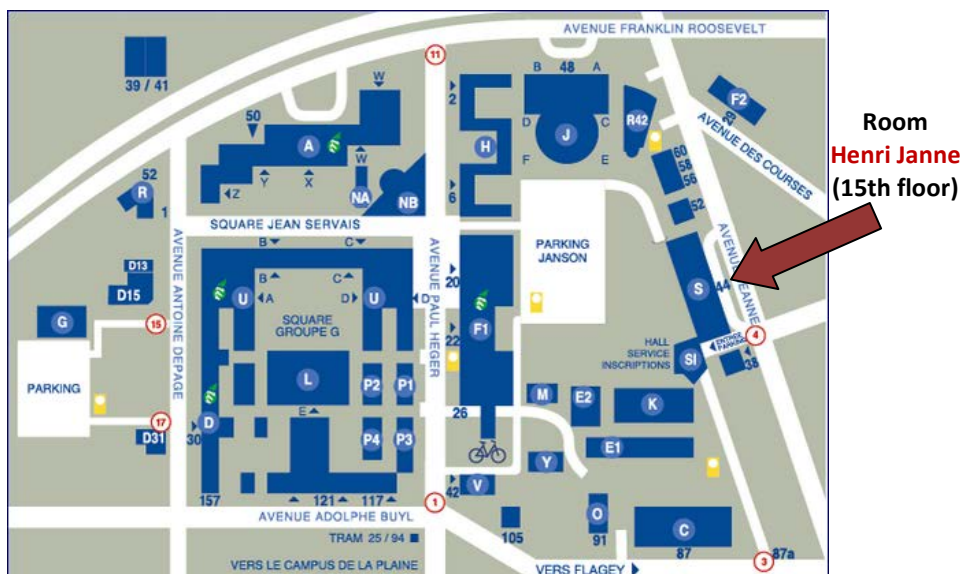 AVENUE FRANKLIN ROOSEVELT
11
39 / 41
W
B 48 A
F2
29
50
2
A
W
H
D
J
C
R42
AVENUE DES COURSES
Room
Henri Janne
(15th floor)
52
R
1
Z
Y
X
NA
NB
6
F
E
60
58
56
52
SQUARE JEAN SERVAIS
B
C
PARKING
JANSON
AVENUE ANTOINE DEPAGE
AVENUE PAUL HEGER
AVENUE JEANNE
D13
D15
B
C
U
A
D
U
D
20
S
44
G
15
SQUARE
GROUPE G
F1
22
4
ENTREE
PARKING
HALL
SERVICE
INSCRIPTIONS
SI
38
PARKING
L
P2
P1
M
E2
K
17
D
30
E
26
D31
P4
P3
E1
Y
V
42
157
121
117
1
O
C
AVENUE ADOLPHE BUYL
105
91
87
87a
TRAM 25 / 94
3
VERS LE CAMPUS DE LA PLAINE
VERS FLAGEY